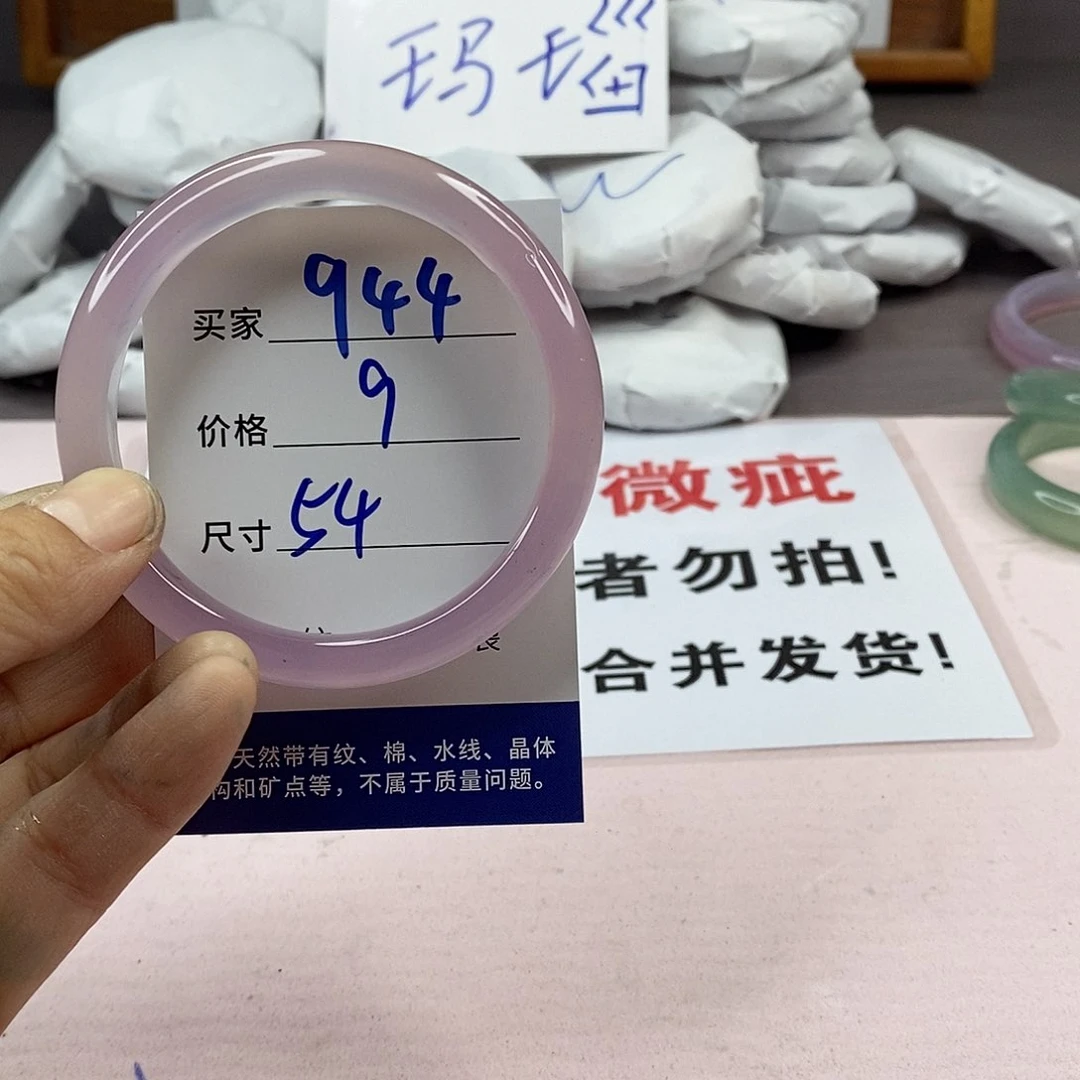 玛瑙
买家 944
价格 9
尺寸 54
天然带有纹、棉、水线、晶体
构和矿点等，不属于质量问题。
微疵
者勿拍!
合并发货!